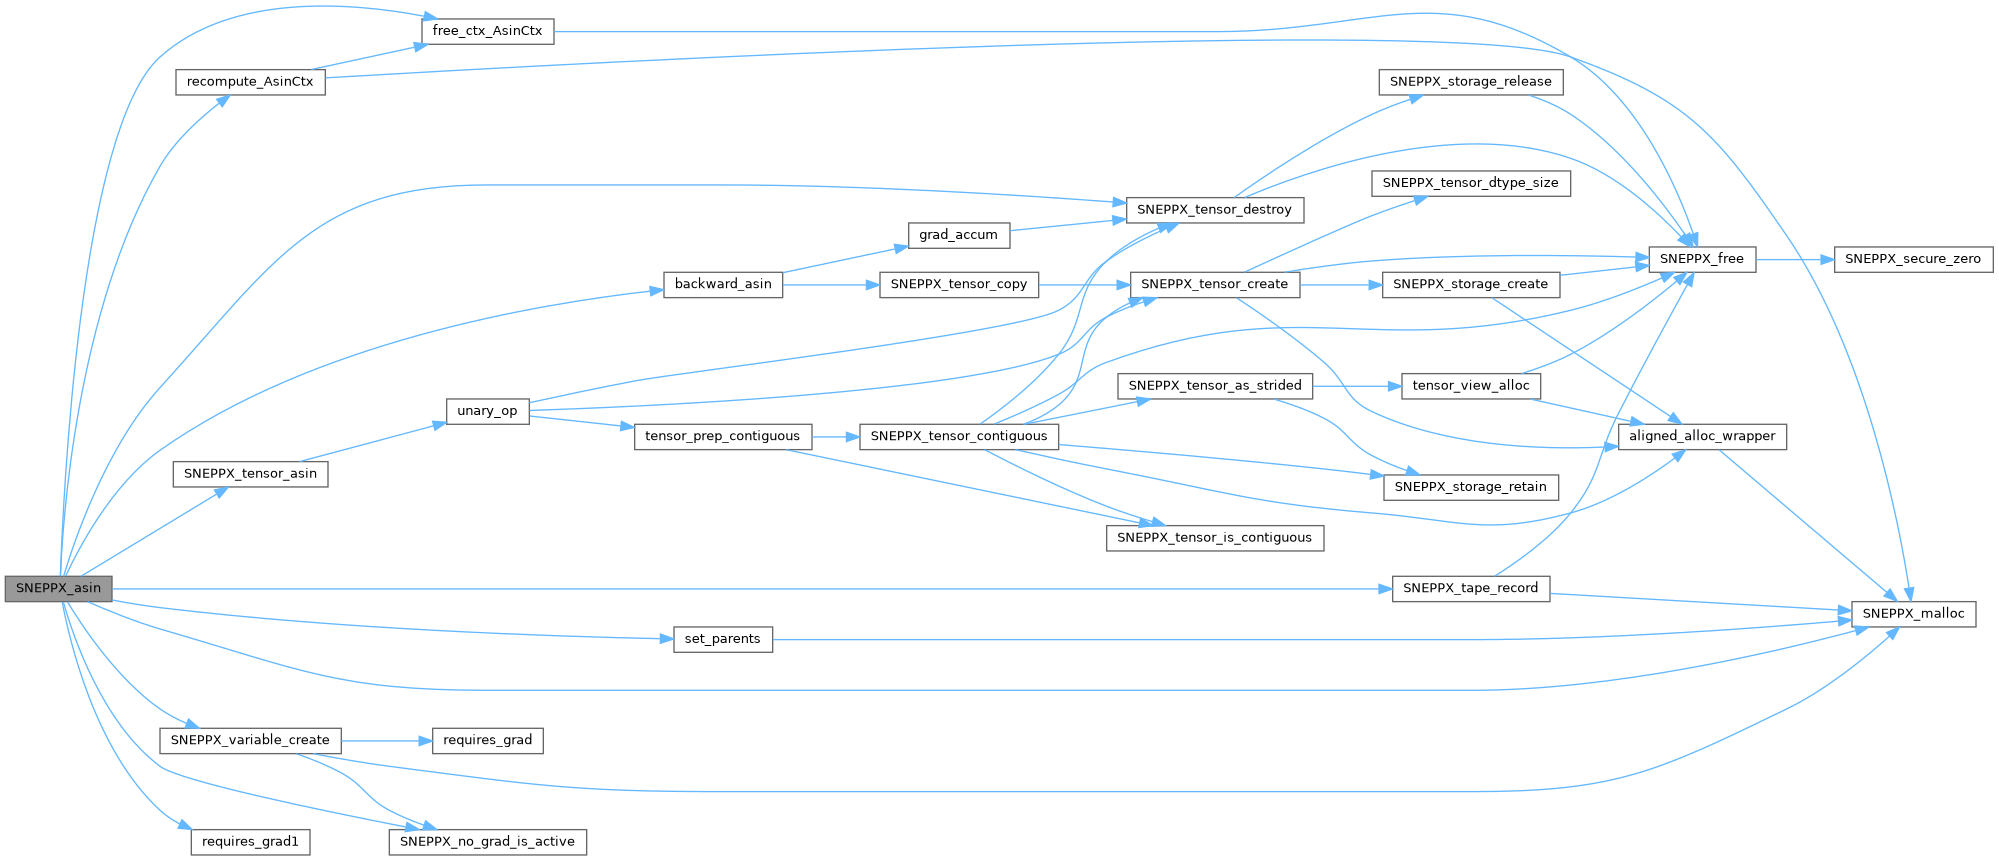 free_ctx_AsinCtx
recompute_AsinCtx
SNEPPX_storage_release
SNEPPX_tensor_dtype_size
SNEPPX_tensor_destroy
grad_accum
SNEPPX_free
SNEPPX_secure_zero
backward_asin
SNEPPX_tensor_copy
SNEPPX_tensor_create
SNEPPX_storage_create
SNEPPX_tensor_as_strided
tensor_view_alloc
unary_op
tensor_prep_contiguous
SNEPPX_tensor_contiguous
aligned_alloc_wrapper
SNEPPX_tensor_asin
SNEPPX_storage_retain
SNEPPX_tensor_is_contiguous
SNEPPX_asin
SNEPPX_tape_record
SNEPPX_malloc
set_parents
SNEPPX_variable_create
requires_grad
requires_grad1
SNEPPX_no_grad_is_active